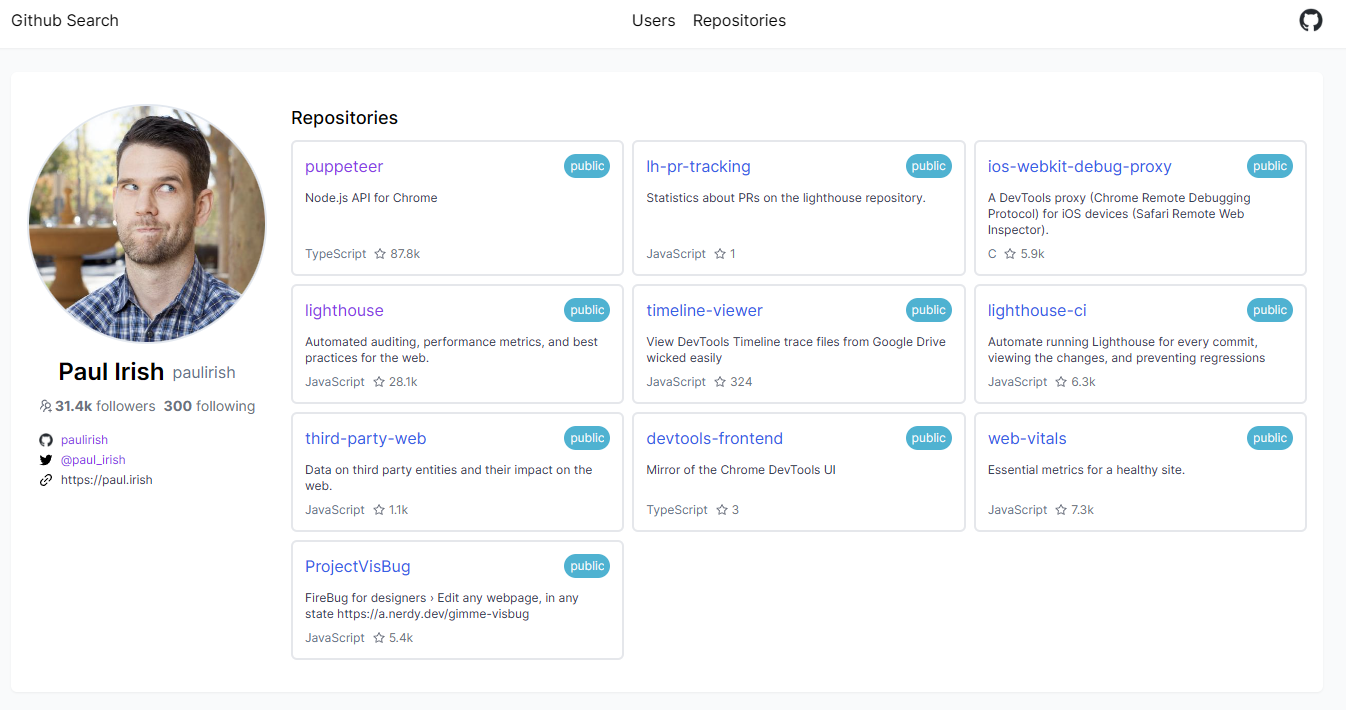 Github Search
Users
Repositories
Paul Irish paulirish
31.4k followers 300 following
paulirish
@paul_irish
https://paul.irish
Repositories
puppeteer
public
Node.js API for Chrome
TypeScript 87.8k
lh-pr-tracking
public
Statistics about PRs on the lighthouse repository.
JavaScript 1
ios-webkit-debug-proxy
public
A DevTools proxy (Chrome Remote Debugging
Protocol) for iOS devices (Safari Remote Web
Inspector).
C 5.9k
lighthouse
public
Automated auditing, performance metrics, and best
practices for the web.
JavaScript 28.1k
timeline-viewer
public
View DevTools Timeline trace files from Google Drive
wicked easily
JavaScript 324
lighthouse-ci
public
Automate running Lighthouse for every commit,
viewing the changes, and preventing regressions
JavaScript 6.3k
third-party-web
public
Data on third party entities and their impact on the
web.
JavaScript 1.1k
devtools-frontend
public
Mirror of the Chrome DevTools UI
TypeScript 3
web-vitals
public
Essential metrics for a healthy site.
JavaScript 7.3k
ProjectVisBug
public
FireBug for designers › Edit any webpage, in any
state https://a.nerdy.dev/gimme-visbug
JavaScript 5.4k